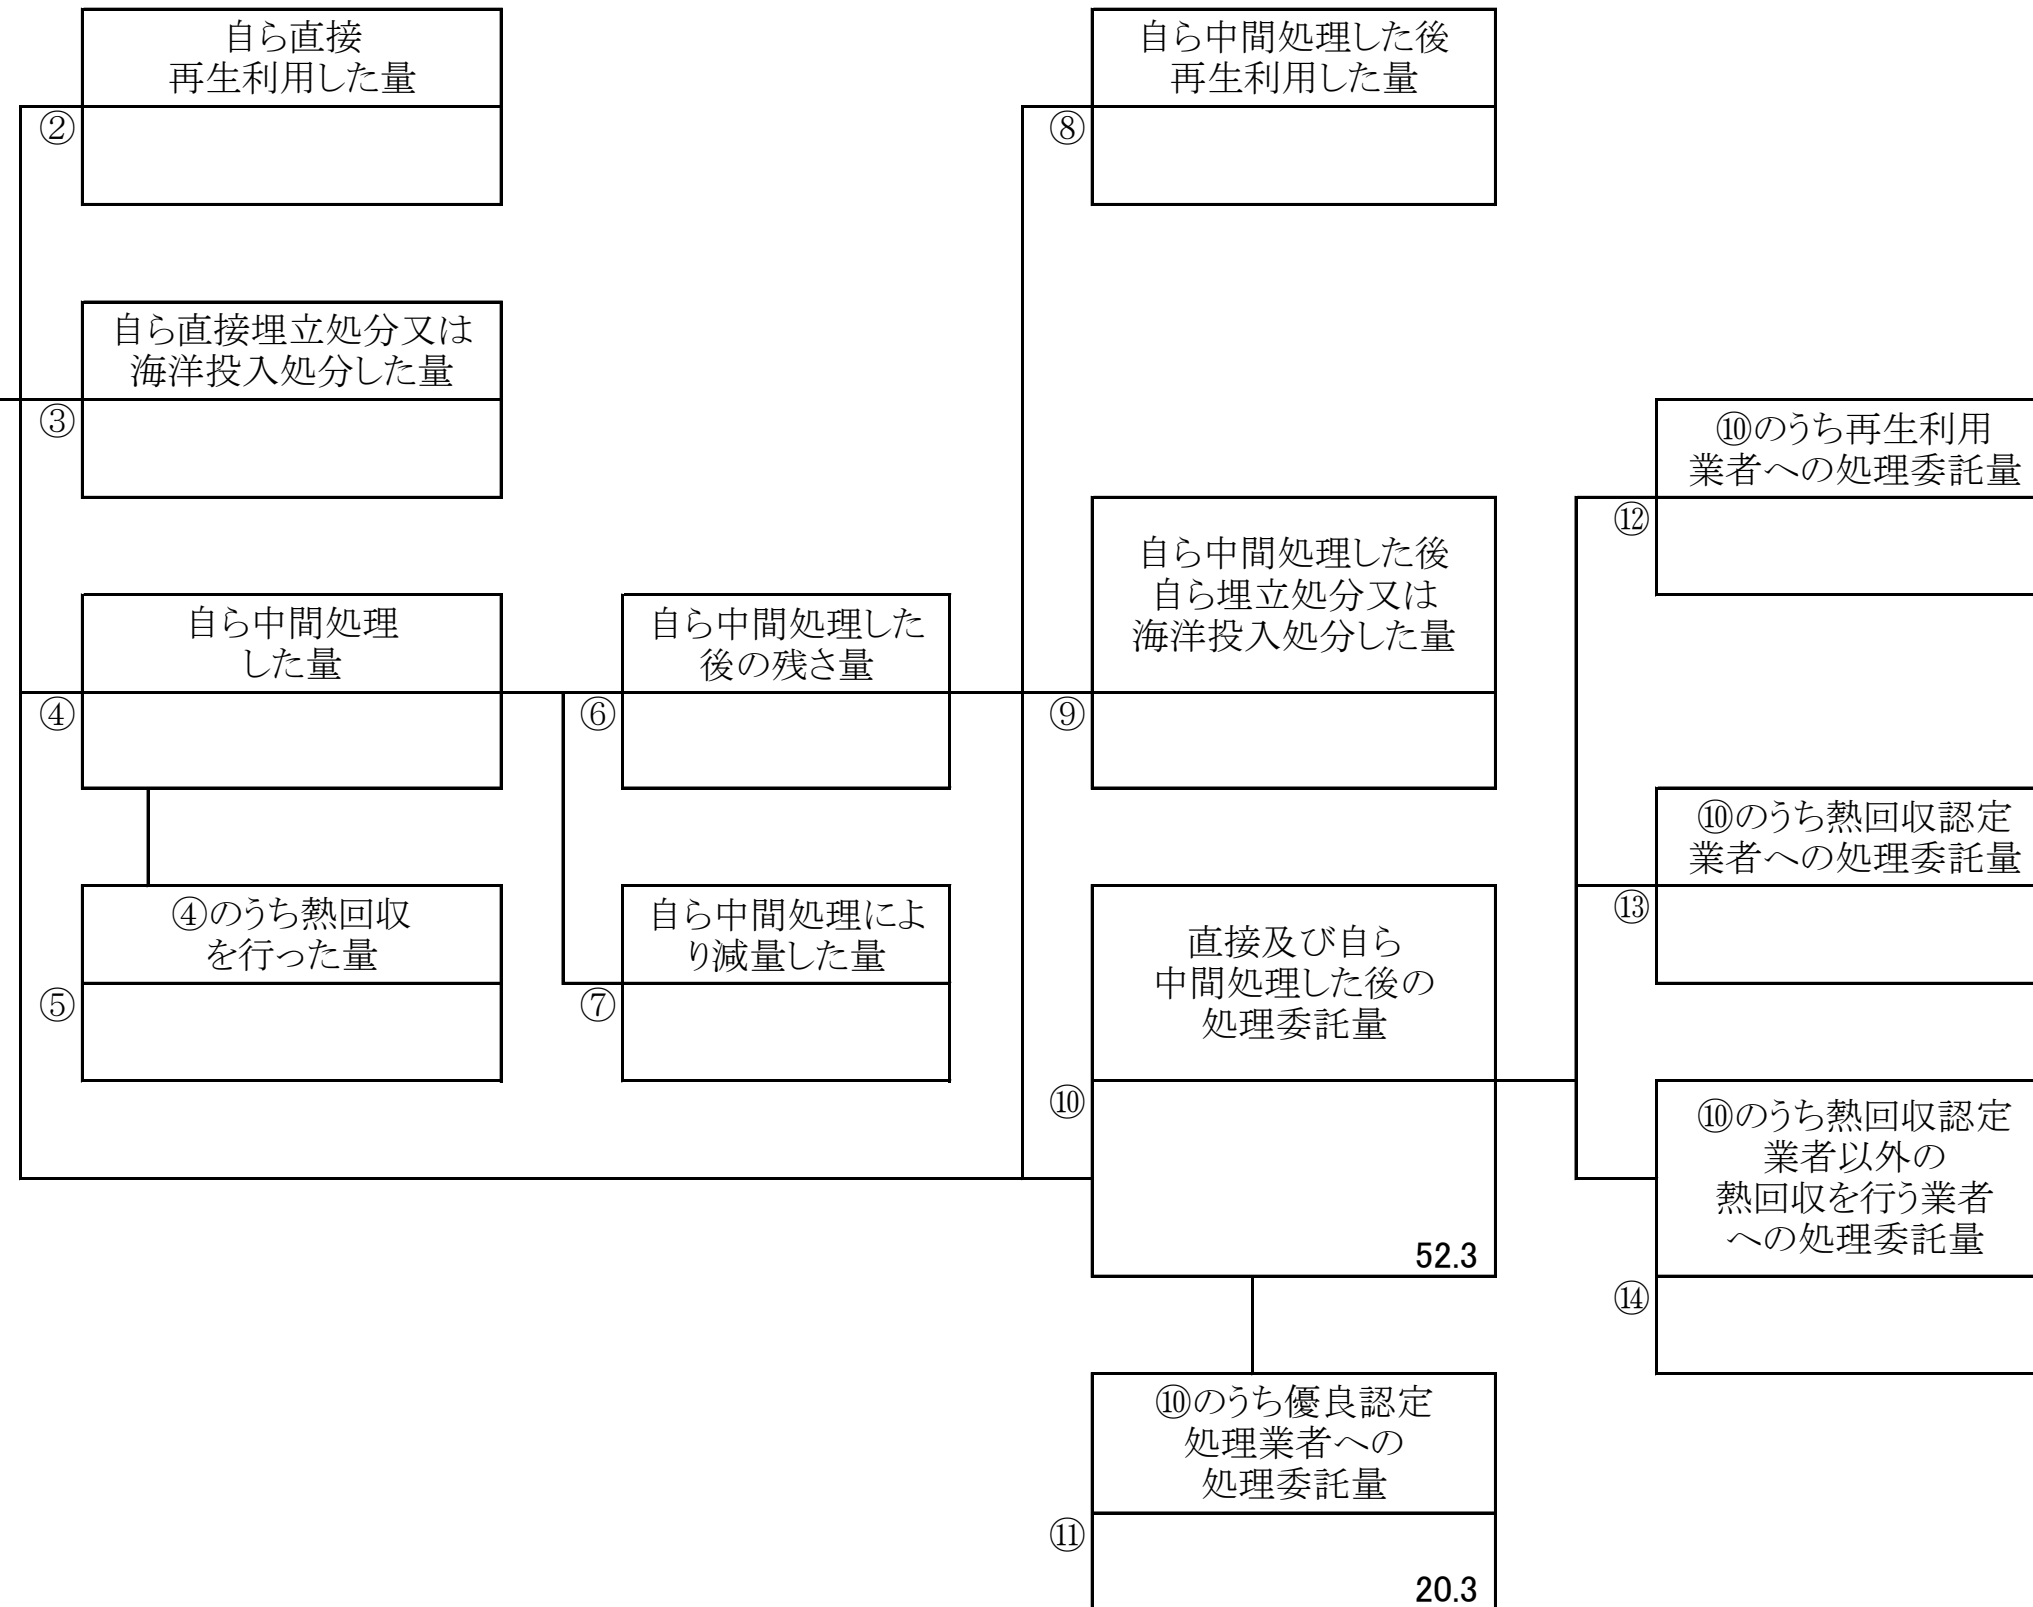 自ら直接
再生利用した量
②
自ら直接埋立処分又は
海洋投入処分した量
③
自ら中間処理
した量
④
④のうち熱回収
を行った量
⑤
自ら中間処理した
後の残さ量
⑥
自ら中間処理によ
り減量した量
⑦
自ら中間処理した後
再生利用した量
⑧
自ら中間処理した後
自ら埋立処分又は
海洋投入処分した量
⑨
直接及び自ら
中間処理した後の
処理委託量
⑩
52.3
⑩のうち優良認定
処理業者への
処理委託量
⑪
20.3
⑩のうち再生利用
業者への処理委託量
⑫
⑩のうち熱回収認定
業者への処理委託量
⑬
⑩のうち熱回収認定
業者以外の
熱回収を行う業者
への処理委託量
⑭